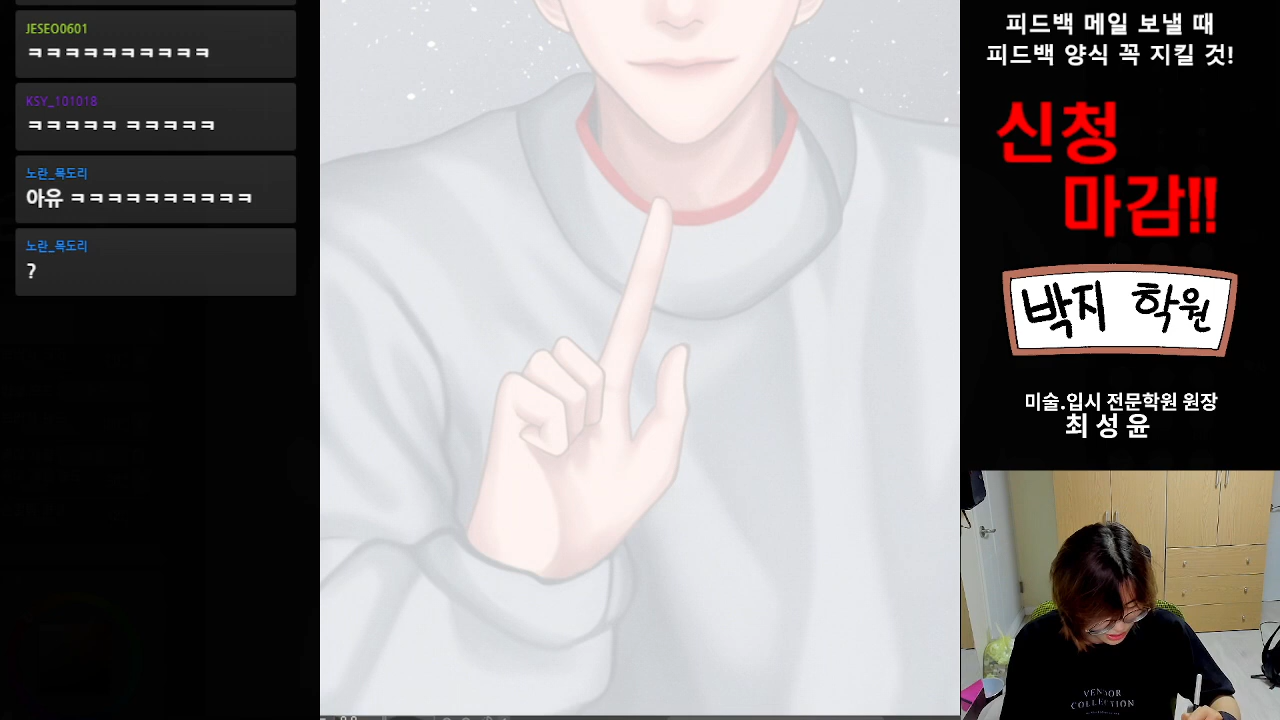 JESEO0601
ㅋㅋㅋㅋㅋㅋㅋㅋㅋㅋ
KSY_101018
ㅋㅋㅋㅋㅋ ㅋㅋㅋㅋㅋ
노란_목도리
아유 ㅋㅋㅋㅋㅋㅋㅋㅋㅋㅋ
노란_목도리
?
피드백 메일 보낼 때
피드백 양식 꼭 지킬 것!
신청
마감!!
박지 학원
미술.입시 전문학원 원장
최성윤
VENDOR
COLLECTION